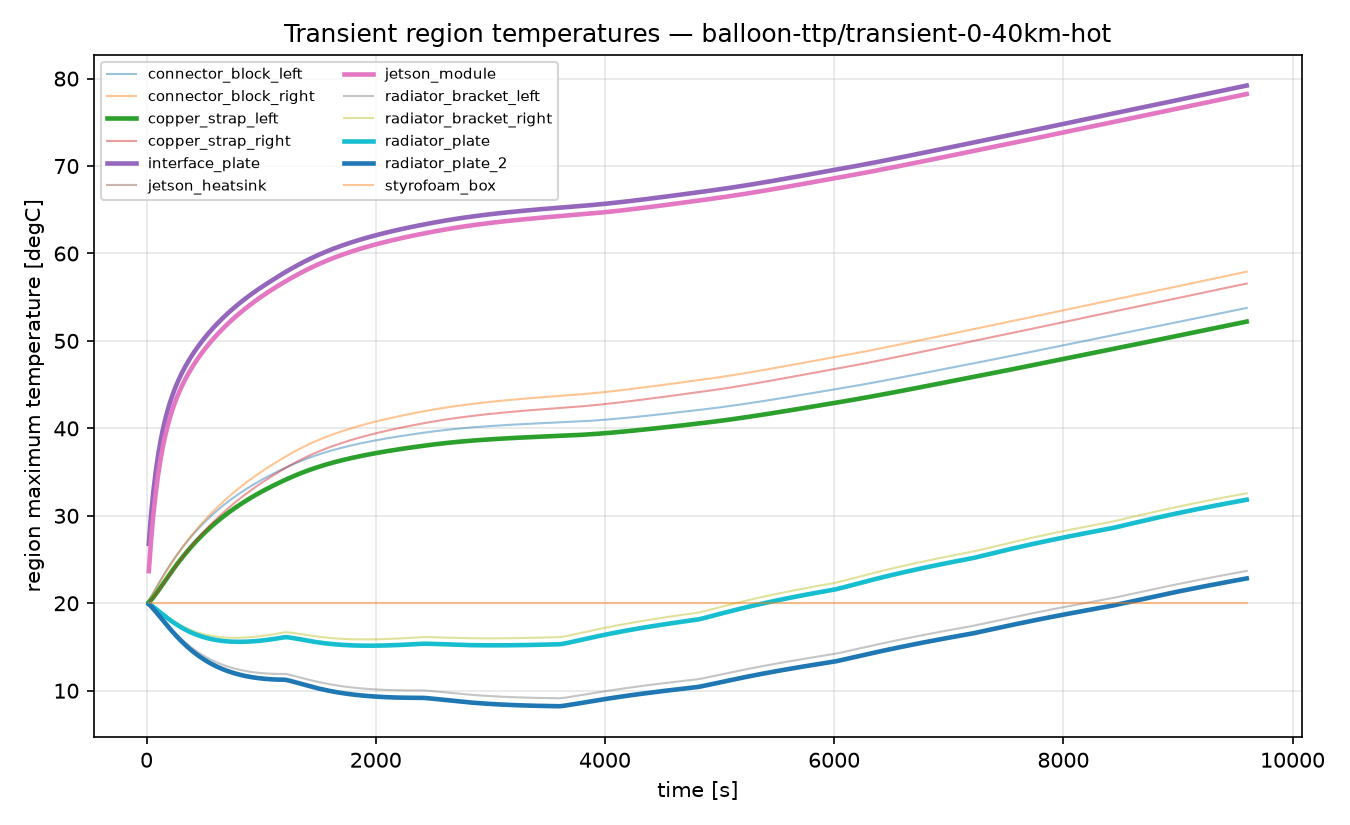 Transient region temperatures — balloon-ttp/transient-0-40km-hot
connector_block_left
connector_block_right
copper_strap_left
copper_strap_right
interface_plate
jetson_heatsink
jetson_module
radiator_bracket_left
radiator_bracket_right
radiator_plate
radiator_plate_2
styrofoam_box
region maximum temperature [degC]
80
70
60
50
40
30
20
10
0
2000
4000
6000
8000
10000
time [s]